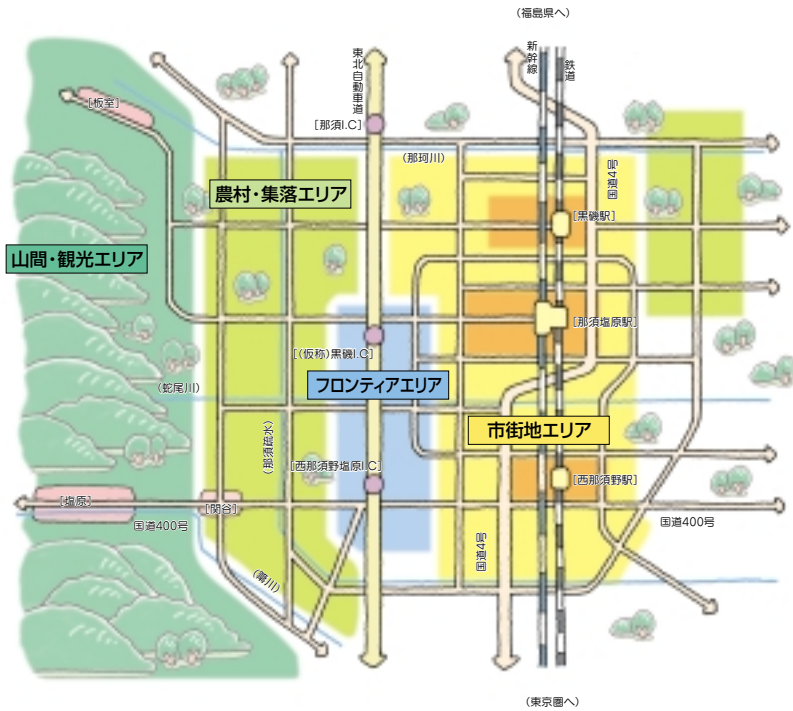 (福島県へ)
新幹線
鉄道
東北自動車道
[板室]
[那須I.C]
(那珂川)
国道4号
農村・集落エリア
[黒磯駅]
山間・観光エリア
[那須塩原駅]
[(仮称)黒磯I.C]
フロンティアエリア
(蛇尾川)
市街地エリア
(那須疏水)
[西那須野塩原I.C]
[西那須野駅]
[塩原]
[関谷]
国道400号
国道400号
国道4号
(箒川)
(東京圏へ)